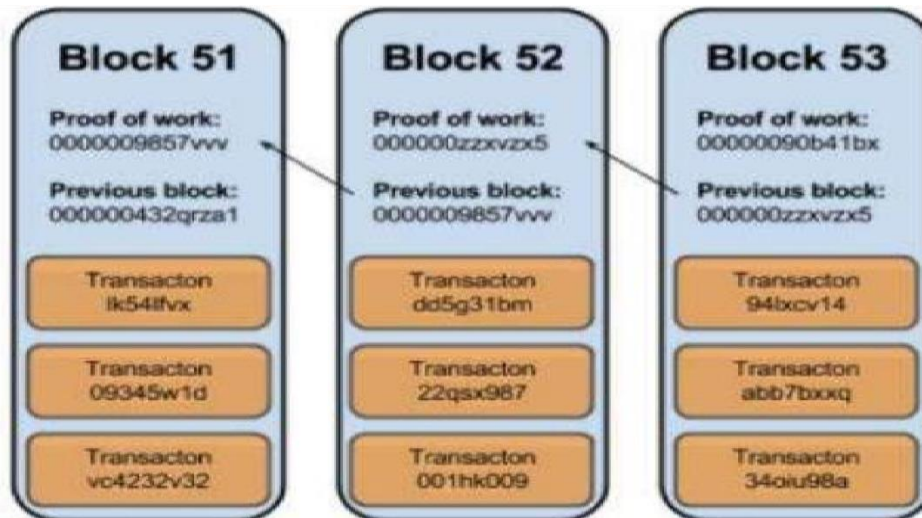 Block 51
Proof of work:
0000009857vvv
Previous block:
000000432qrza1
Transacton
lk54lfvx
Transacton
09345w1d
Transacton
vc4232v32
Block 52
Proof of work:
000000zzxvzx5
Previous block:
0000009857vvv
Transacton
dd5g31bm
Transacton
22qsx987
Transacton
001hk009
Block 53
Proof of work:
00000090b41bx
Previous block:
000000zzxvzx5
Transacton
94lxcv14
Transacton
abb7bxxq
Transacton
34oiu98a